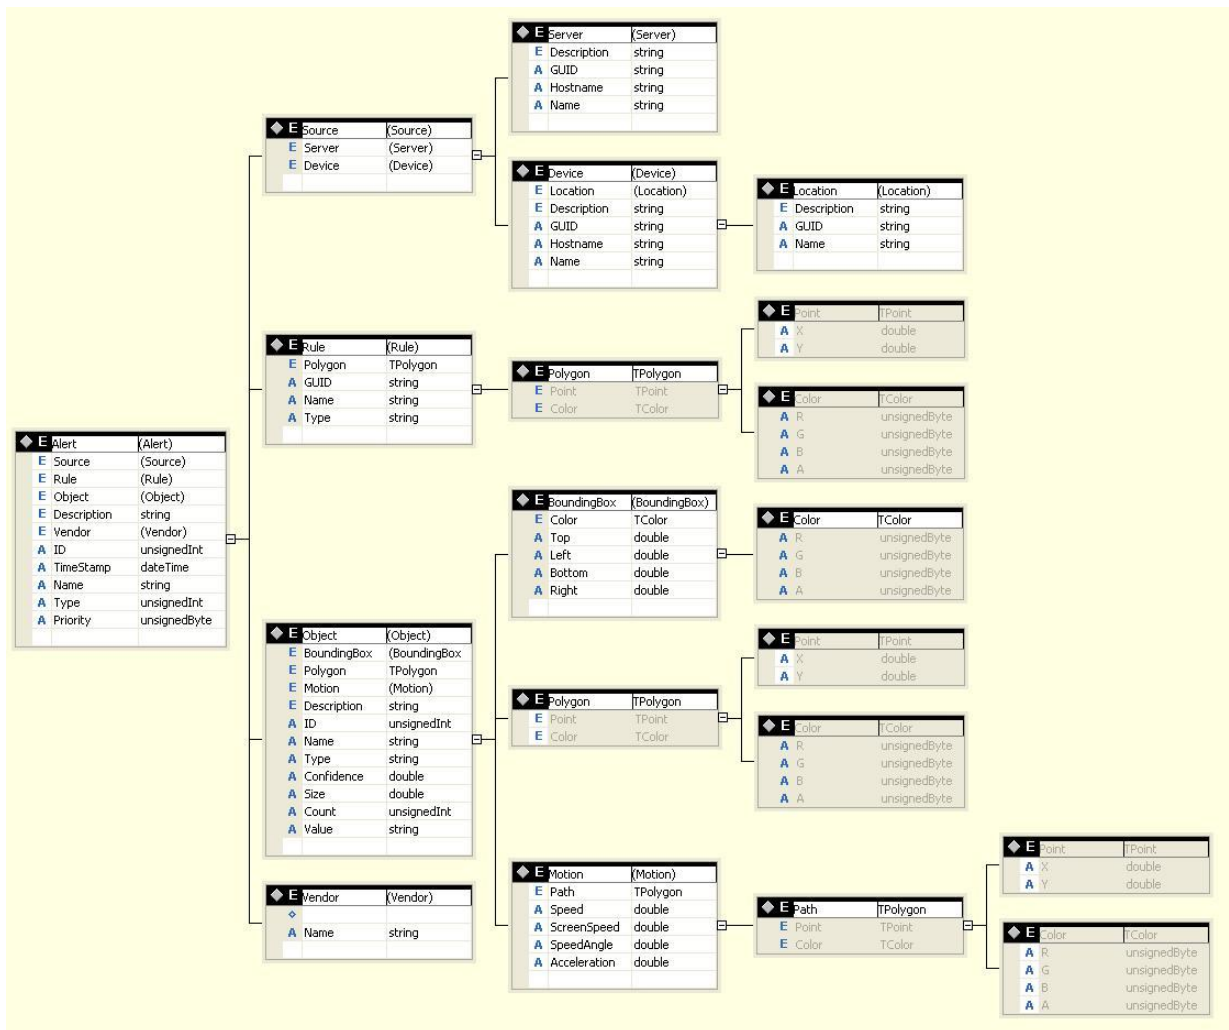 E Server (Server)
E Description string
A GUID string
A Hostname string
A Name string
E Source (Source)
E Server (Server)
E Device (Device)
E Device (Device)
E Location (Location)
E Description string
A GUID string
A Hostname string
A Name string
E Location (Location)
E Description string
A GUID string
A Name string
E Rule (Rule)
E Polygon TPolygon
A GUID string
A Name string
A Type string
E Polygon TPolygon
E Point TPoint
E Color TColor
E Point TPoint
A X double
A Y double
E Color TColor
A R unsignedByte
A G unsignedByte
A B unsignedByte
A A unsignedByte
E Alert (Alert)
E Source (Source)
E Rule (Rule)
E Object (Object)
E Description string
E Vendor (Vendor)
A ID unsignedInt
A TimeStamp dateTime
A Name string
A Type unsignedInt
A Priority unsignedByte
E BoundingBox (BoundingBox)
E Color TColor
A Top double
A Left double
A Bottom double
A Right double
E Color TColor
A R unsignedByte
A G unsignedByte
A B unsignedByte
A A unsignedByte
E Object (Object)
E BoundingBox (BoundingBox
E Polygon TPolygon
E Motion (Motion)
E Description string
A ID unsignedInt
A Name string
A Type string
A Confidence double
A Size double
A Count unsignedInt
A Value string
E Polygon TPolygon
E Point TPoint
E Color TColor
E Point TPoint
A X double
A Y double
E Color TColor
A R unsignedByte
A G unsignedByte
A B unsignedByte
A A unsignedByte
E Vendor (Vendor)
A Name string
E Motion (Motion)
E Path TPolygon
A Speed double
A ScreenSpeed double
A SpeedAngle double
A Acceleration double
E Path TPolygon
E Point TPoint
E Color TColor
E Point TPoint
A X double
A Y double
E Color TColor
A R unsignedByte
A G unsignedByte
A B unsignedByte
A A unsignedByte